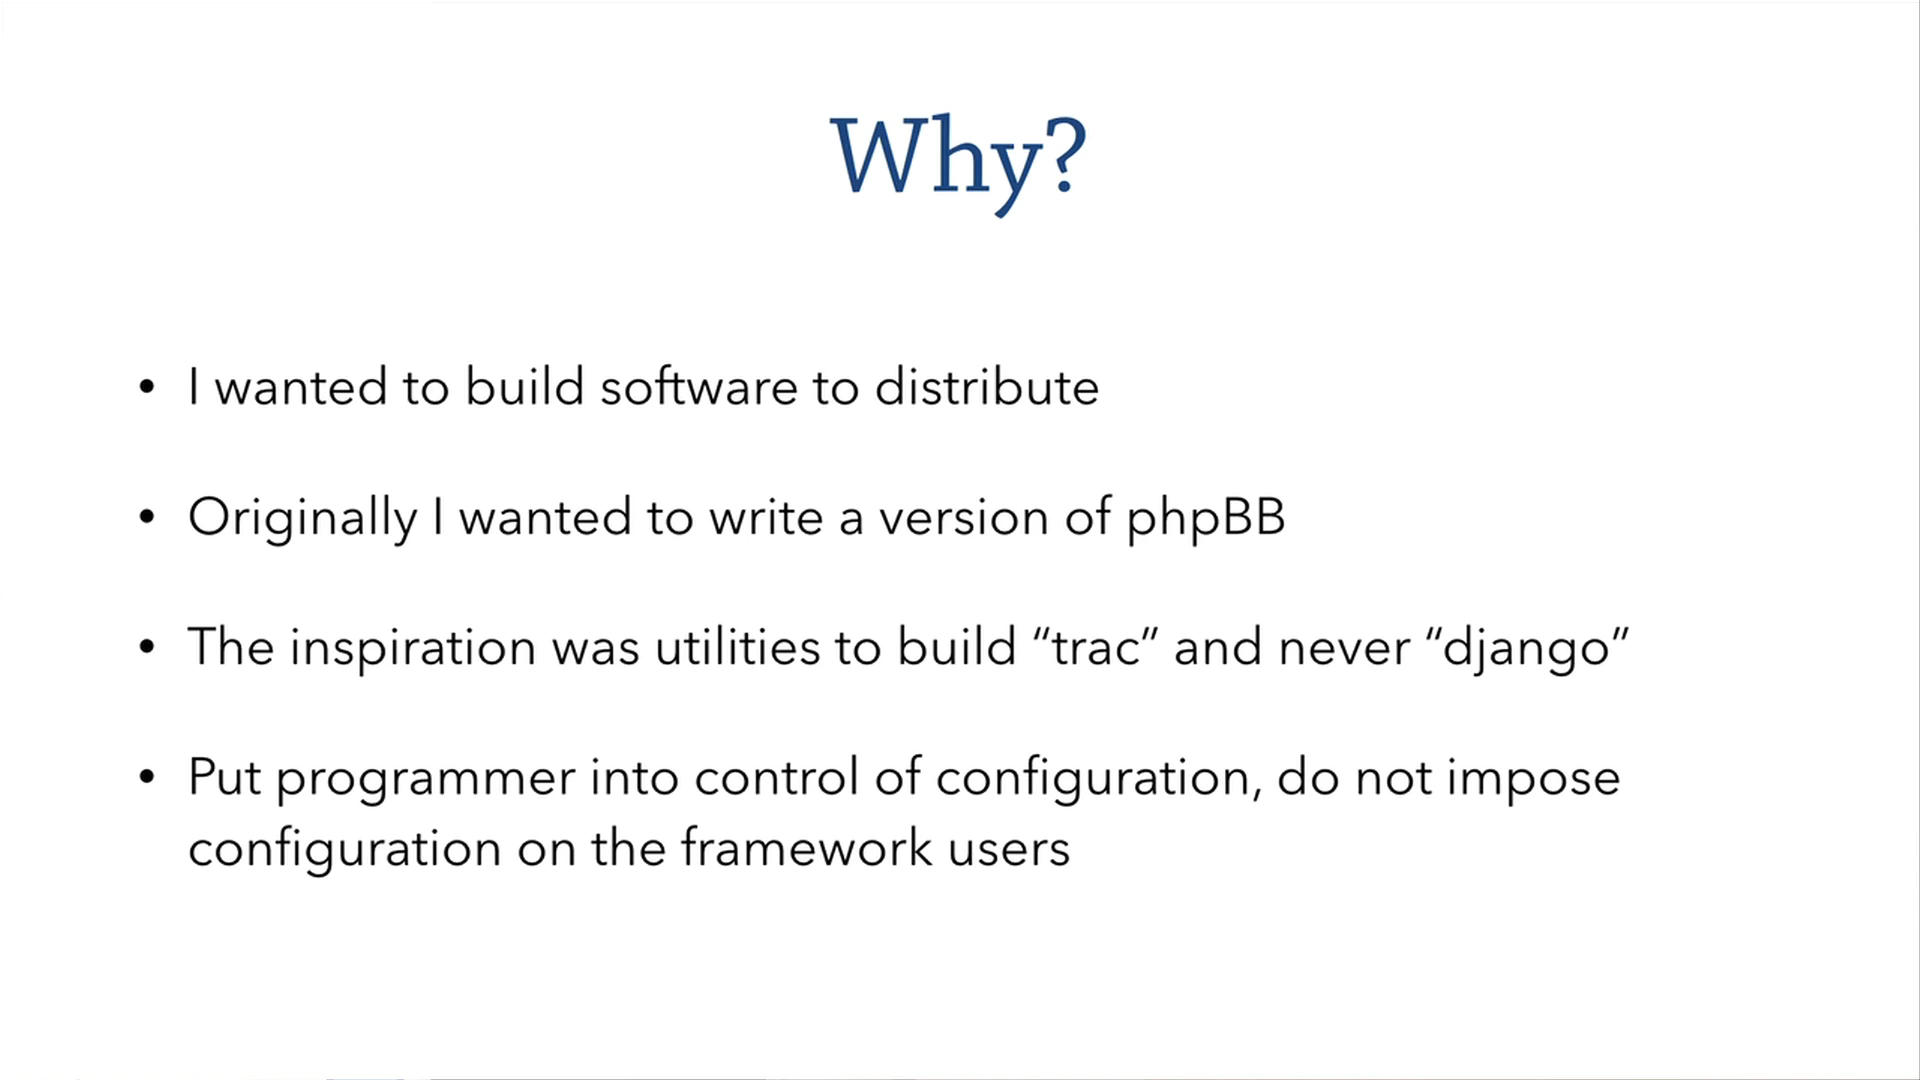 Why?
• I wanted to build software to distribute
• Originally I wanted to write a version of phpBB
• The inspiration was utilities to build “trac” and never “django”
• Put programmer into control of configuration, do not impose
configuration on the framework users